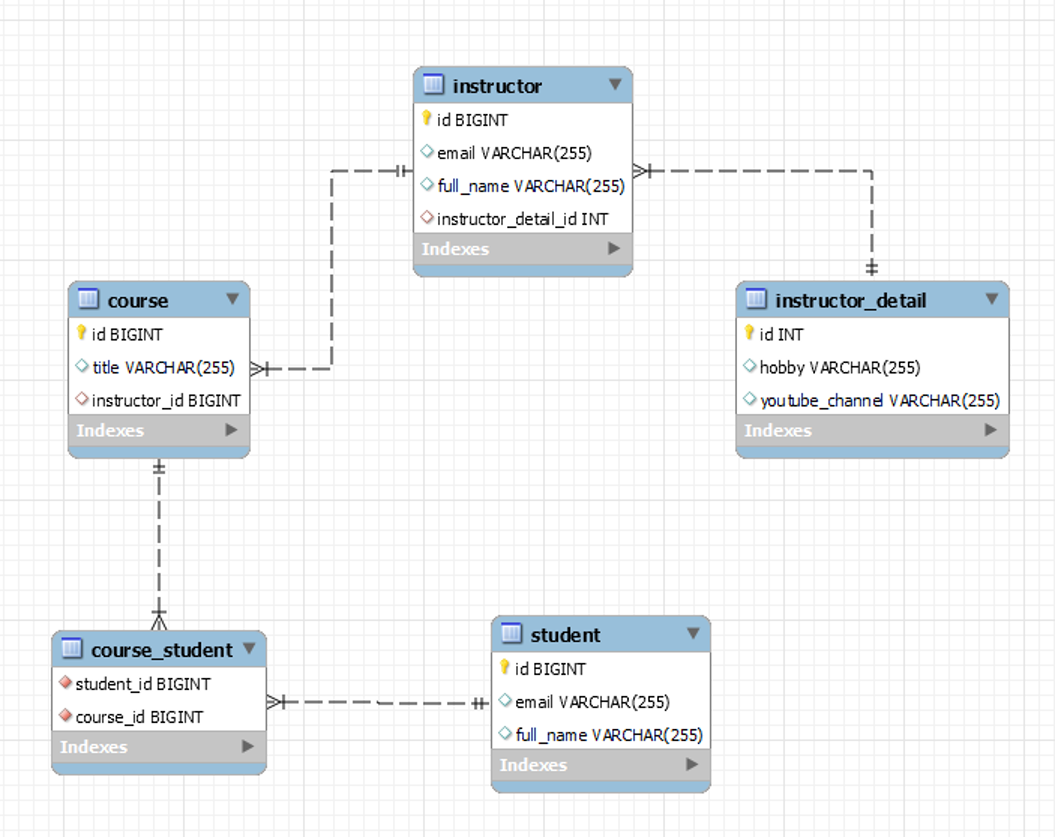 instructor
id BIGINT
email VARCHAR(255)
full_name VARCHAR(255)
instructor_detail_id INT
Indexes
course
id BIGINT
title VARCHAR(255)
instructor_id BIGINT
Indexes
instructor_detail
id INT
hobby VARCHAR(255)
youtube_channel VARCHAR(255)
Indexes
course_student
student_id BIGINT
course_id BIGINT
Indexes
student
id BIGINT
email VARCHAR(255)
full_name VARCHAR(255)
Indexes